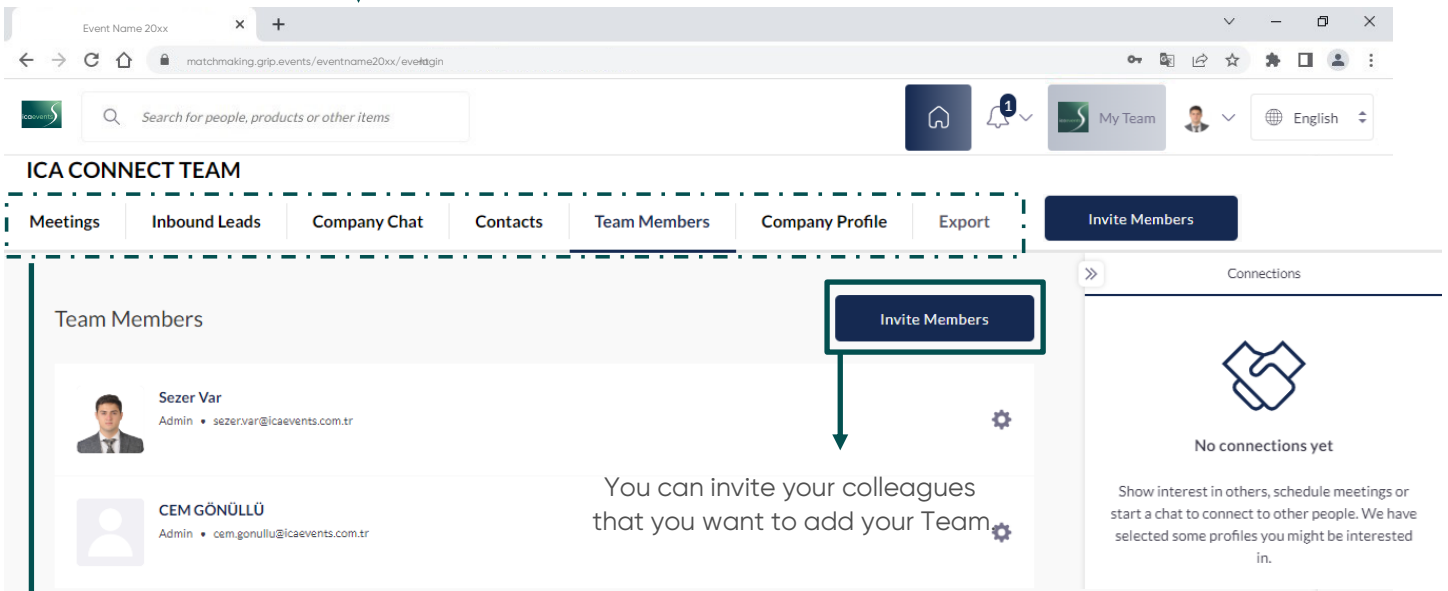 Event Name 20xx
matchmaking.grip.events/eventname20xx/
icaevents
Search for people, products or other items
1
My Team
English
ICA CONNECT TEAM
Meetings
Inbound Leads
Company Chat
Contacts
Team Members
Company Profile
Export
Invite Members
Connections
Team Members
Invite Members
Sezer Var
Admin • sezer.var@icaevents.com.tr
No connections yet
You can invite your colleagues
that you want to add your Team.
CEM GÖNÜLLÜ
Admin • cem.gonullu@icaevents.com.tr
Show interest in others, schedule meetings or
start a chat to connect to other people. We have
selected some profiles you might be interested
in.